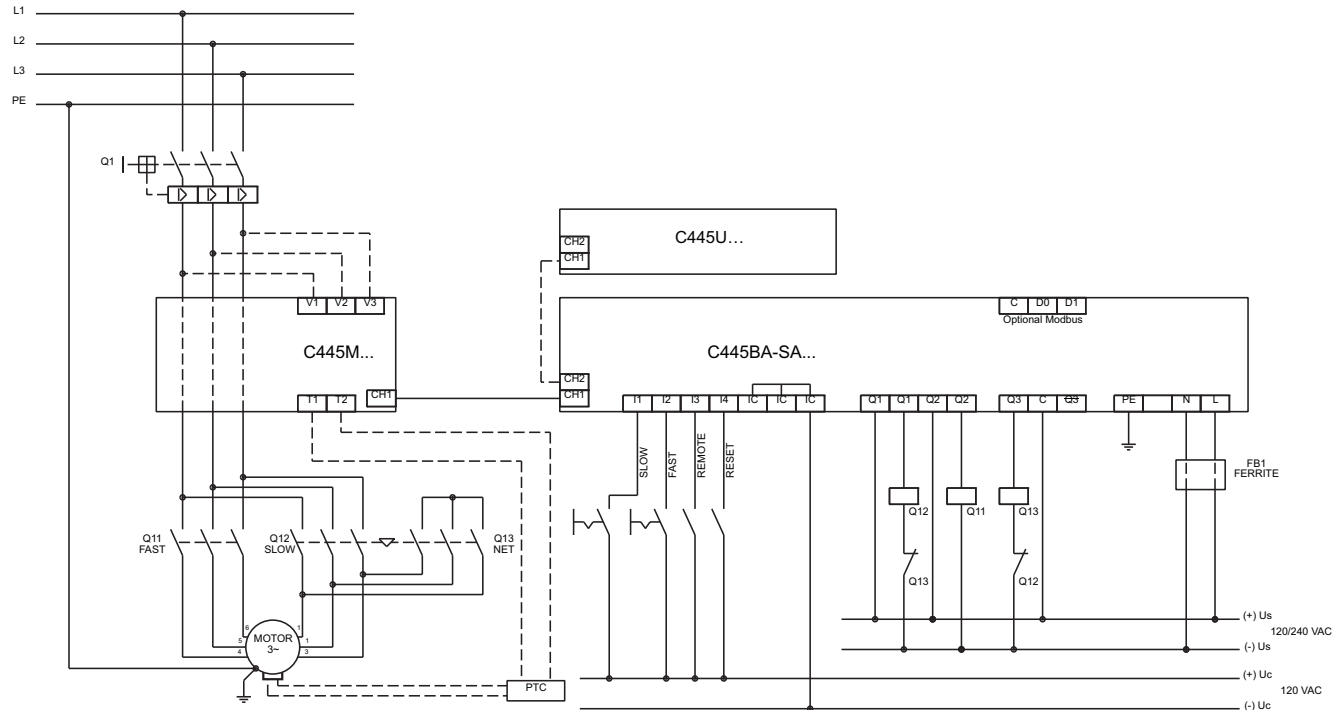 L1
L2
L3
PE
Q1
C445U...
CH2
CH1
V1 V2 V3
C D0 D1
Optional Modbus
C445M...
C445BA-SA...
CH2
CH1
T1 T2
CH1
I1 I2 I3 I4 IC IC IC
Q1 Q1 Q2 Q2
Q3 C Q3
PE N L
SLOW
FAST
REMOTE
RESET
FB1
FERRITE
Q12
Q11
Q13
Q11
FAST
Q12
SLOW
Q13
NET
Q13
Q12
(+) Us
120/240 VAC
(-) Us
6 1
5 1
4 3
MOTOR
3~
PTC
(+) Uc
120 VAC
(-) Uc